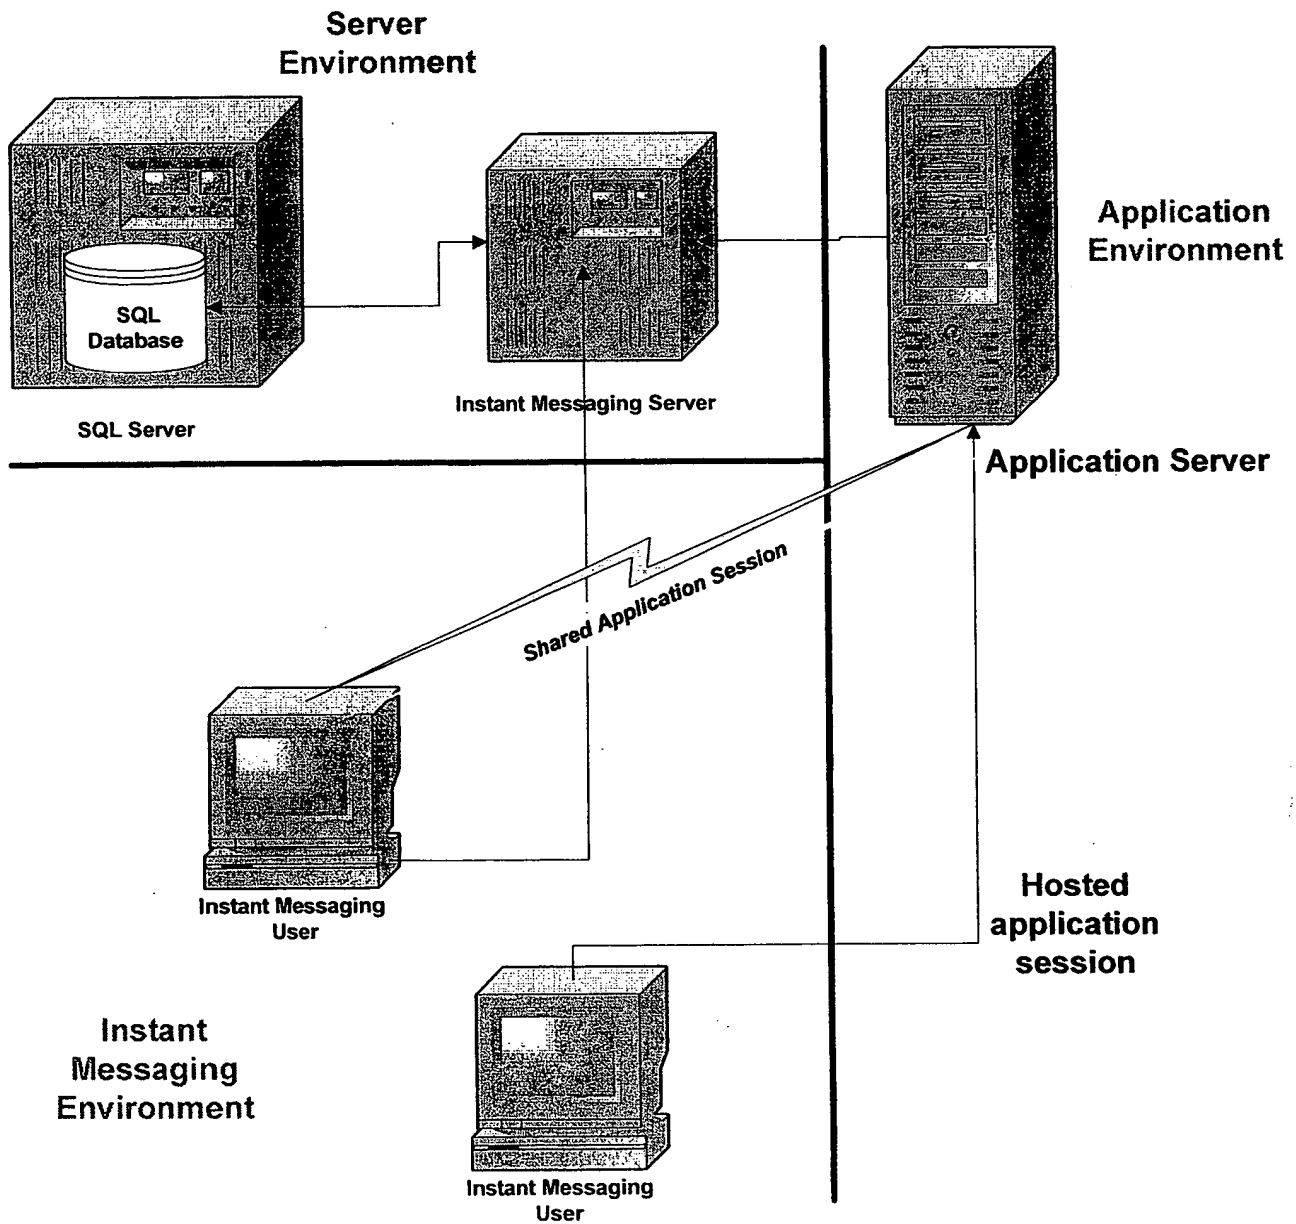 Server
Environment
Application
Environment
SQL
Database
SQL Server
Instant Messaging Server
Application Server
Shared Application Session
Instant Messaging
User
Hosted
application
session
Instant
Messaging
Environment
Instant Messaging
User